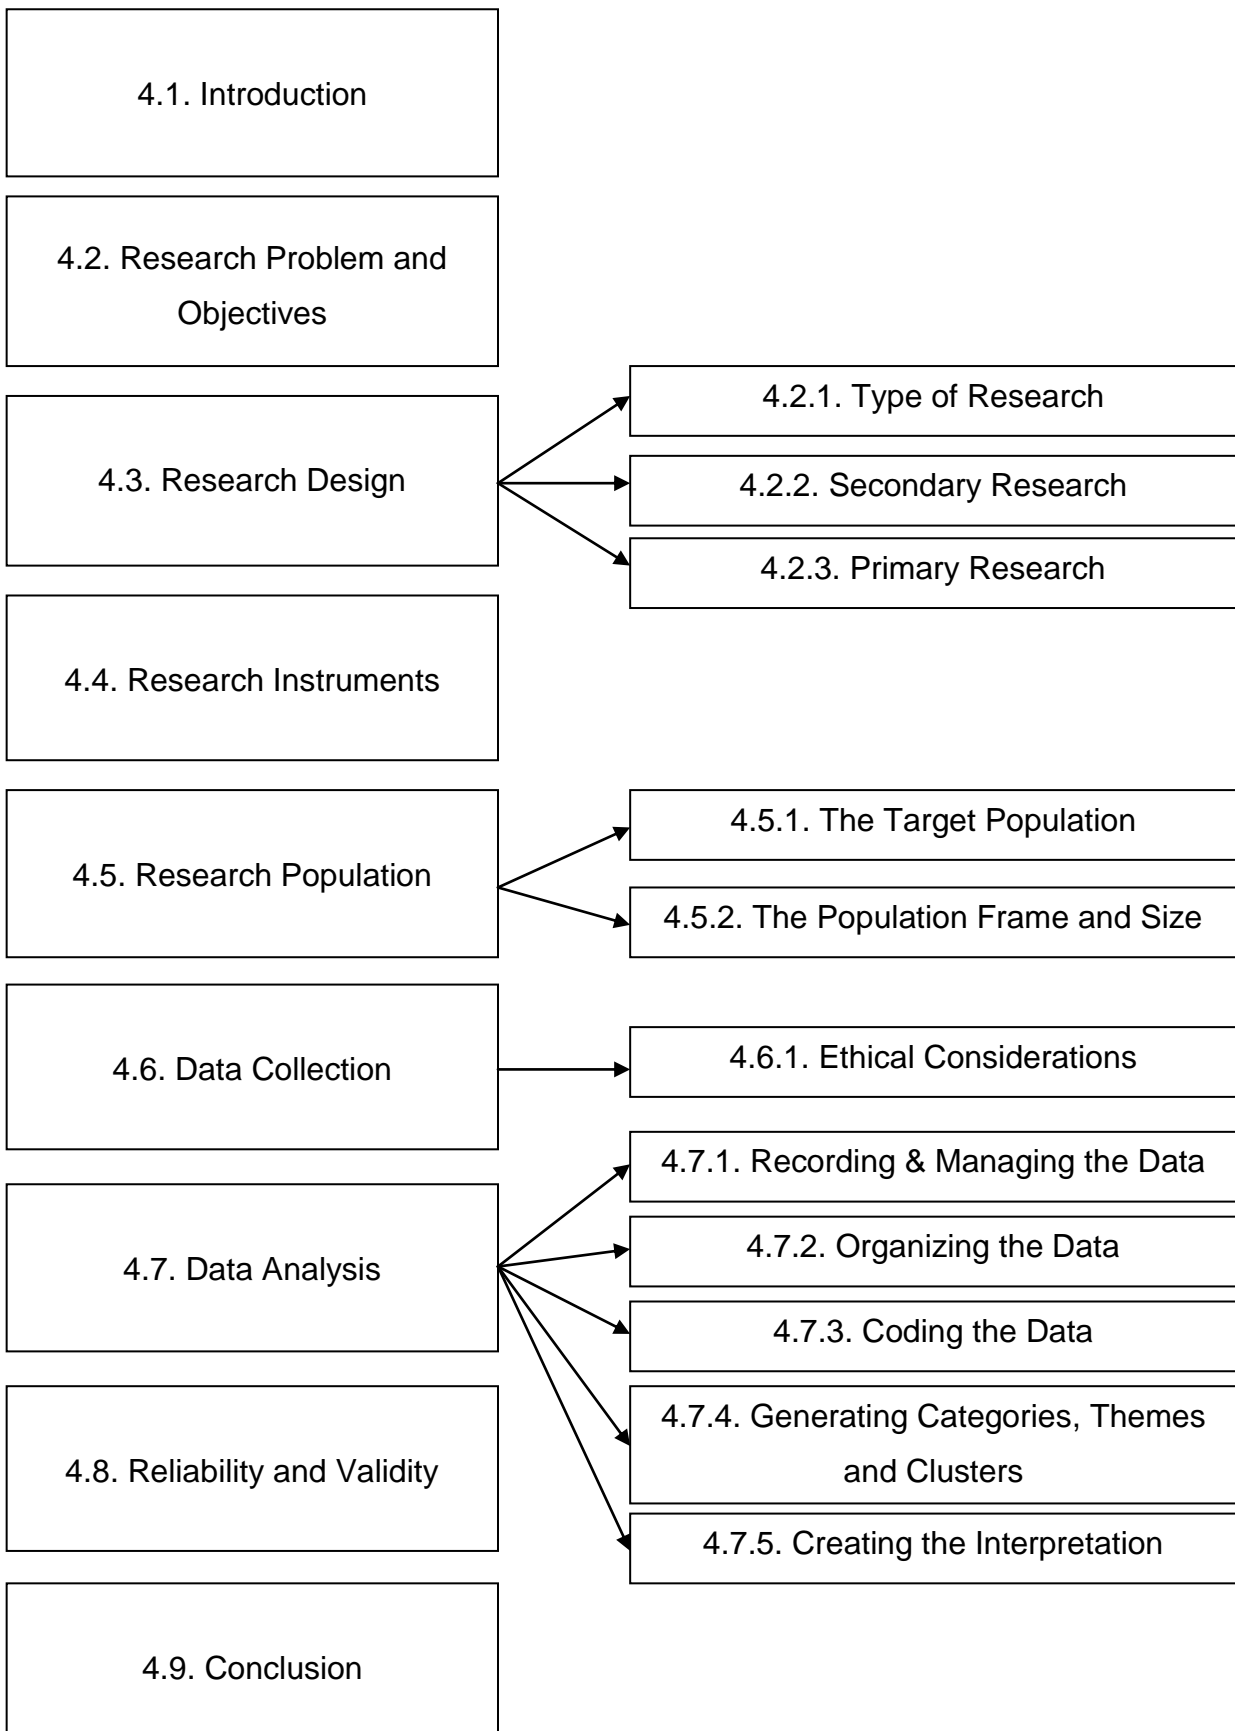 4.1. Introduction
4.2. Research Problem and
Objectives
4.3. Research Design
4.2.1. Type of Research
4.2.2. Secondary Research
4.2.3. Primary Research
4.4. Research Instruments
4.5. Research Population
4.5.1. The Target Population
4.5.2. The Population Frame and Size
4.6. Data Collection
4.6.1. Ethical Considerations
4.7. Data Analysis
4.7.1. Recording & Managing the Data
4.7.2. Organizing the Data
4.7.3. Coding the Data
4.7.4. Generating Categories, Themes
and Clusters
4.7.5. Creating the Interpretation
4.8. Reliability and Validity
4.9. Conclusion